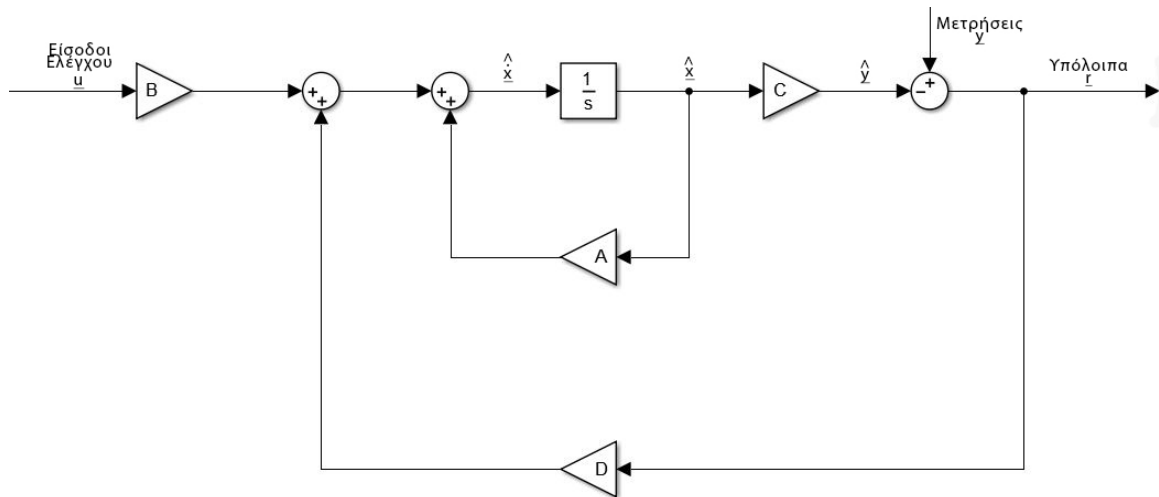 Είσοδοι
Ελέγχου
u
B
+
+
+
+
^
ẋ
1
s
^
x
C
^
y
Μετρήσεις
y
+
−
Υπόλοιπα
r
A
D